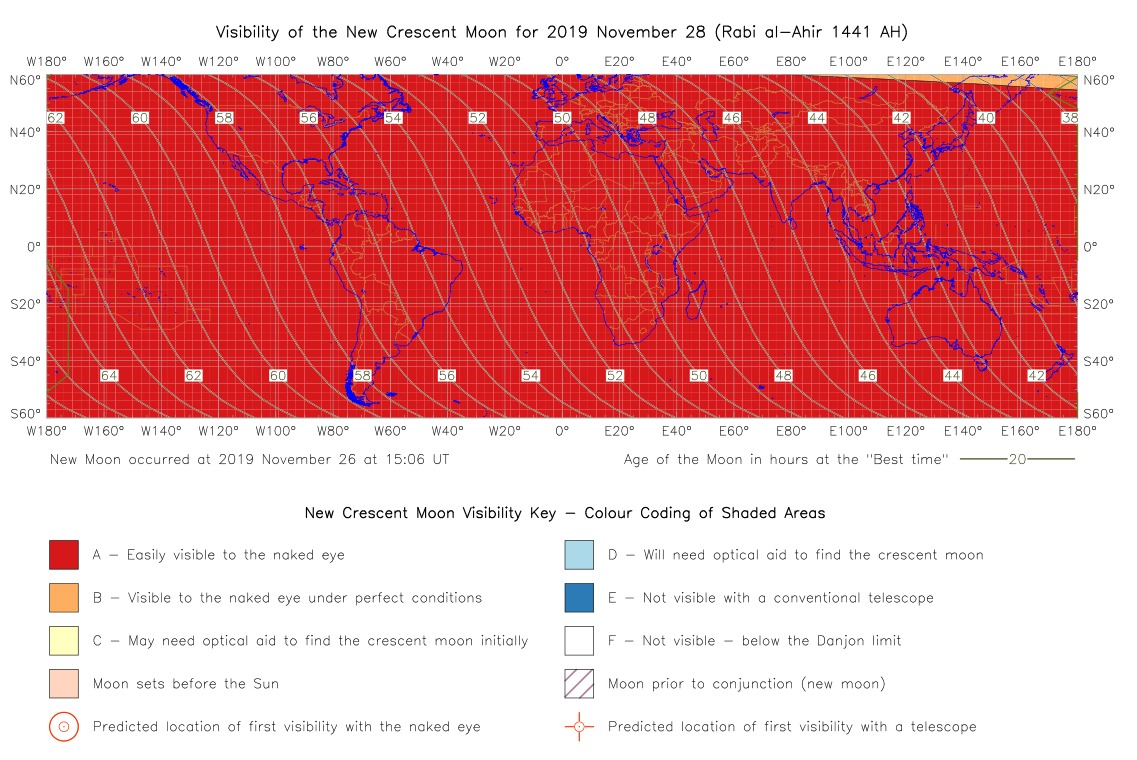 Visibility of the New Crescent Moon for 2019 November 28 (Rabi al-Ahir 1441 AH)
W180° W160° W140° W120° W100° W80° W60° W40° W20° 0° E20° E40° E60° E80° E100° E120° E140° E160° E180°
N60° N60°
62 60 58 56 54 52 50 48 46 44 42 40 38
N40° N40°
N20° N20°
0° 0°
S20° S20°
S40° S40°
64 62 60 58 56 54 52 50 48 46 44 42
S60° S60°
W180° W160° W140° W120° W100° W80° W60° W40° W20° 0° E20° E40° E60° E80° E100° E120° E140° E160° E180°
New Moon occurred at 2019 November 26 at 15:06 UT Age of the Moon in hours at the "Best time" 20
New Crescent Moon Visibility Key - Colour Coding of Shaded Areas
A - Easily visible to the naked eye
D - Will need optical aid to find the crescent moon
B - Visible to the naked eye under perfect conditions
E - Not visible with a conventional telescope
C - May need optical aid to find the crescent moon initially
F - Not visible - below the Danjon limit
Moon sets before the Sun
Moon prior to conjunction (new moon)
Predicted location of first visibility with the naked eye
Predicted location of first visibility with a telescope